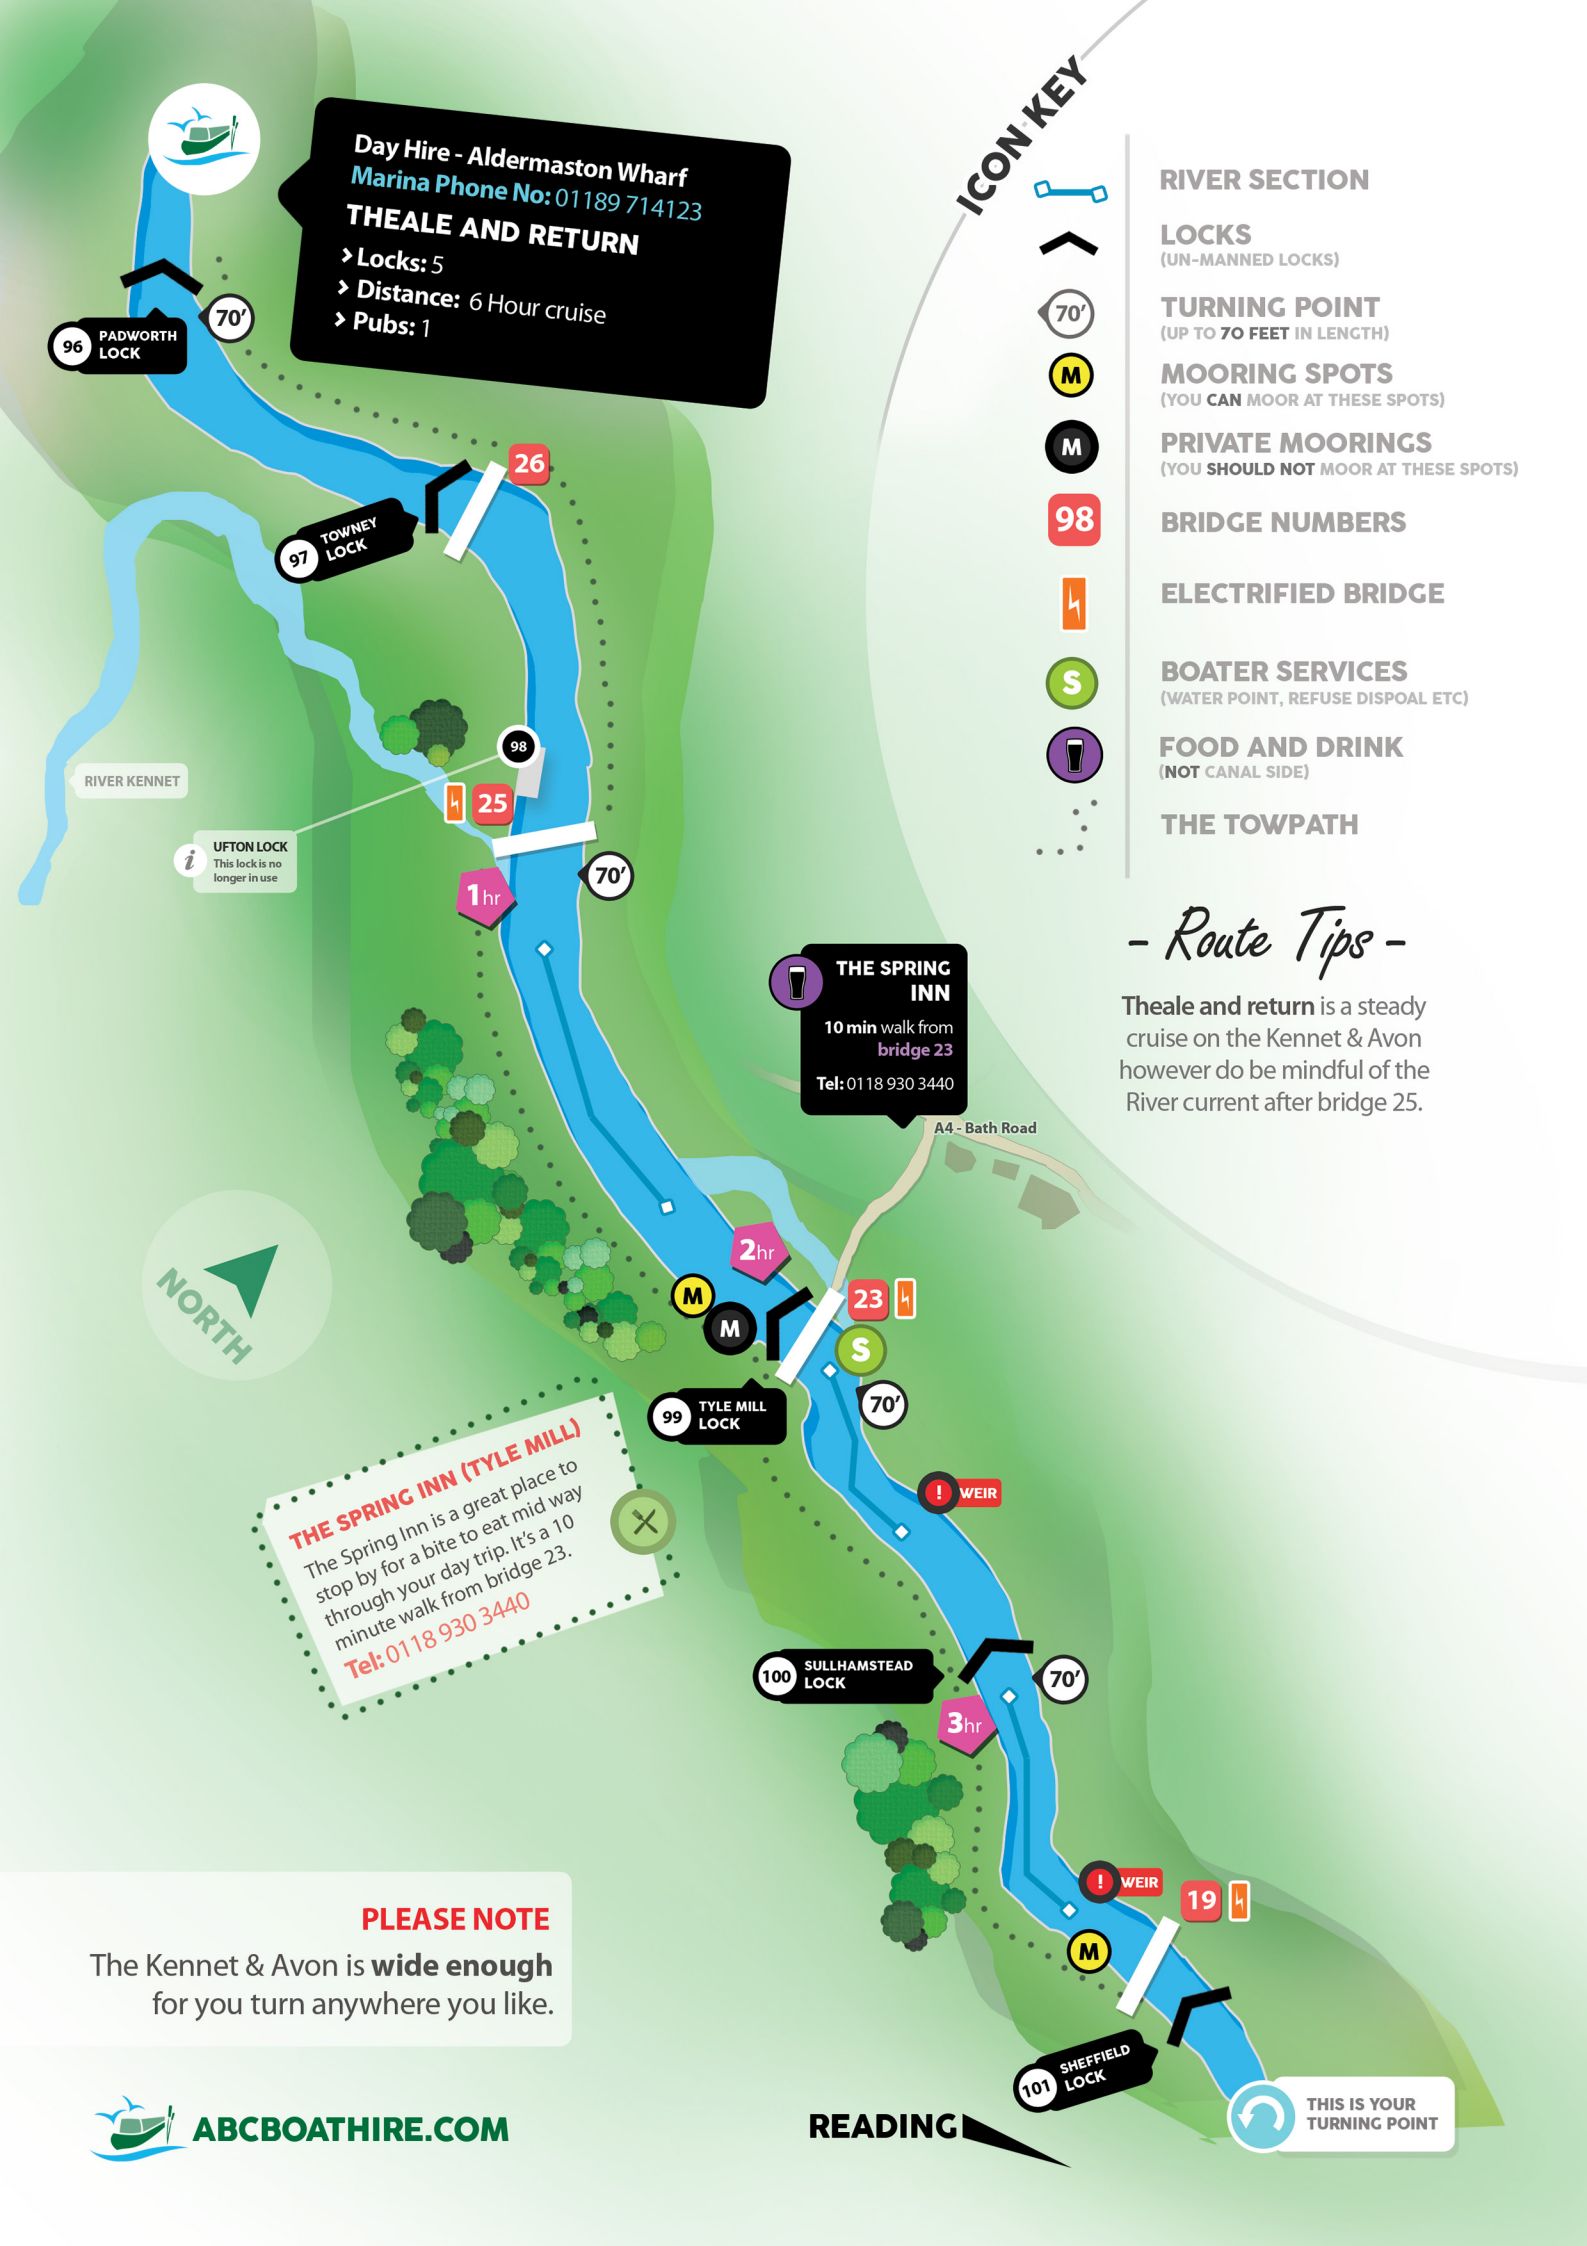 Day Hire - Aldermaston Wharf
Marina Phone No: 01189 714123
THEALE AND RETURN
Locks: 5
Distance: 6 Hour cruise
Pubs: 1
ICON KEY
RIVER SECTION
LOCKS
(UN-MANNED LOCKS)
70'
TURNING POINT
(UP TO 70 FEET IN LENGTH)
M
MOORING SPOTS
(YOU CAN MOOR AT THESE SPOTS)
M
PRIVATE MOORINGS
(YOU SHOULD NOT MOOR AT THESE SPOTS)
98
BRIDGE NUMBERS
ELECTRIFIED BRIDGE
S
BOATER SERVICES
(WATER POINT, REFUSE DISPOAL ETC)
FOOD AND DRINK
(NOT CANAL SIDE)
THE TOWPATH
- Route Tips -
Theale and return is a steady
cruise on the Kennet & Avon
however do be mindful of the
River current after bridge 25.
96
PADWORTH
LOCK
70'
26
97
TOWNEY
LOCK
RIVER KENNET
98
25
i
UFTON LOCK
This lock is no
longer in use
1hr
70'
THE SPRING
INN
10 min walk from
bridge 23
Tel: 0118 930 3440
A4 - Bath Road
NORTH
2hr
M
M
23
S
70'
99
TYLE MILL
LOCK
THE SPRING INN (TYLE MILL)
The Spring Inn is a great place to
stop by for a bite to eat mid way
through your day trip. It's a 10
minute walk from bridge 23.
Tel: 0118 930 3440
! WEIR
100
SULLHAMSTEAD
LOCK
70'
3hr
! WEIR
19
M
101
SHEFFIELD
LOCK
PLEASE NOTE
The Kennet & Avon is wide enough
for you turn anywhere you like.
ABCBOATHIRE.COM
READING
THIS IS YOUR
TURNING POINT